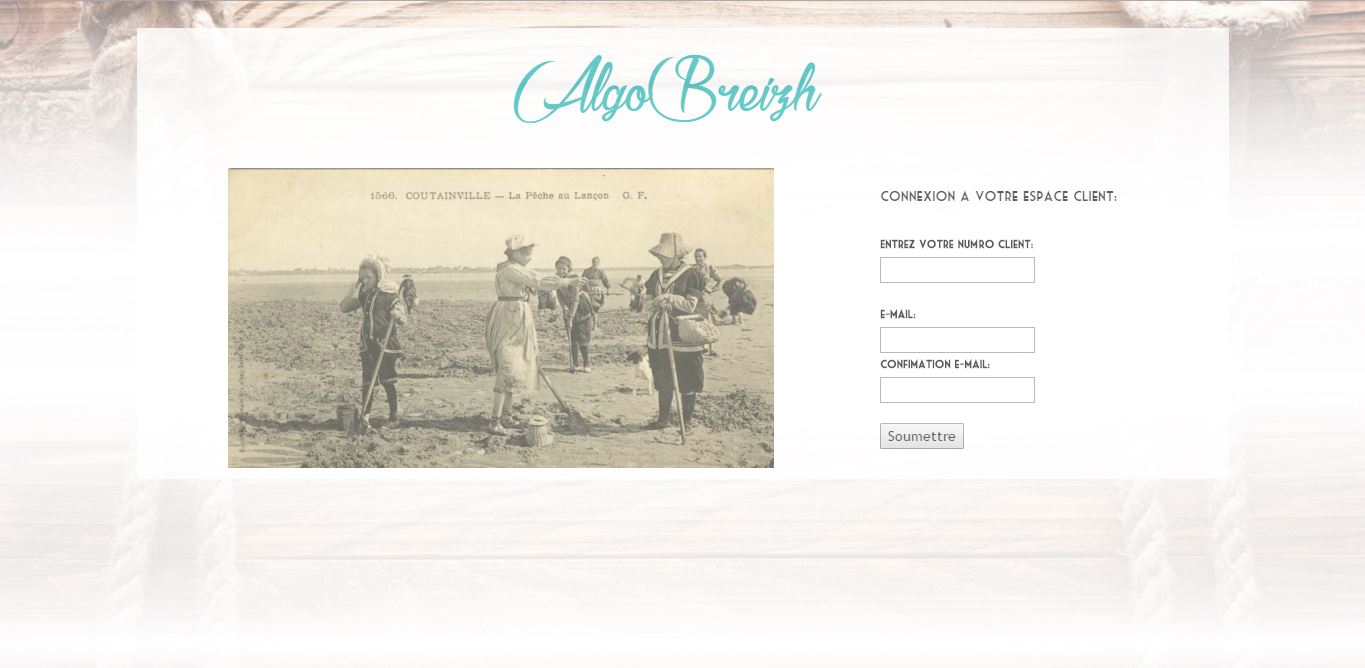 AlgoBreizh
1566. COUTAINVILLE — La Pêche au Lançon G. F.
CONNEXION A VOTRE ESPACE CLIENT:
ENTREZ VOTRE NUMRO CLIENT:
E-MAIL:
CONFIMATION E-MAIL:
Soumettre